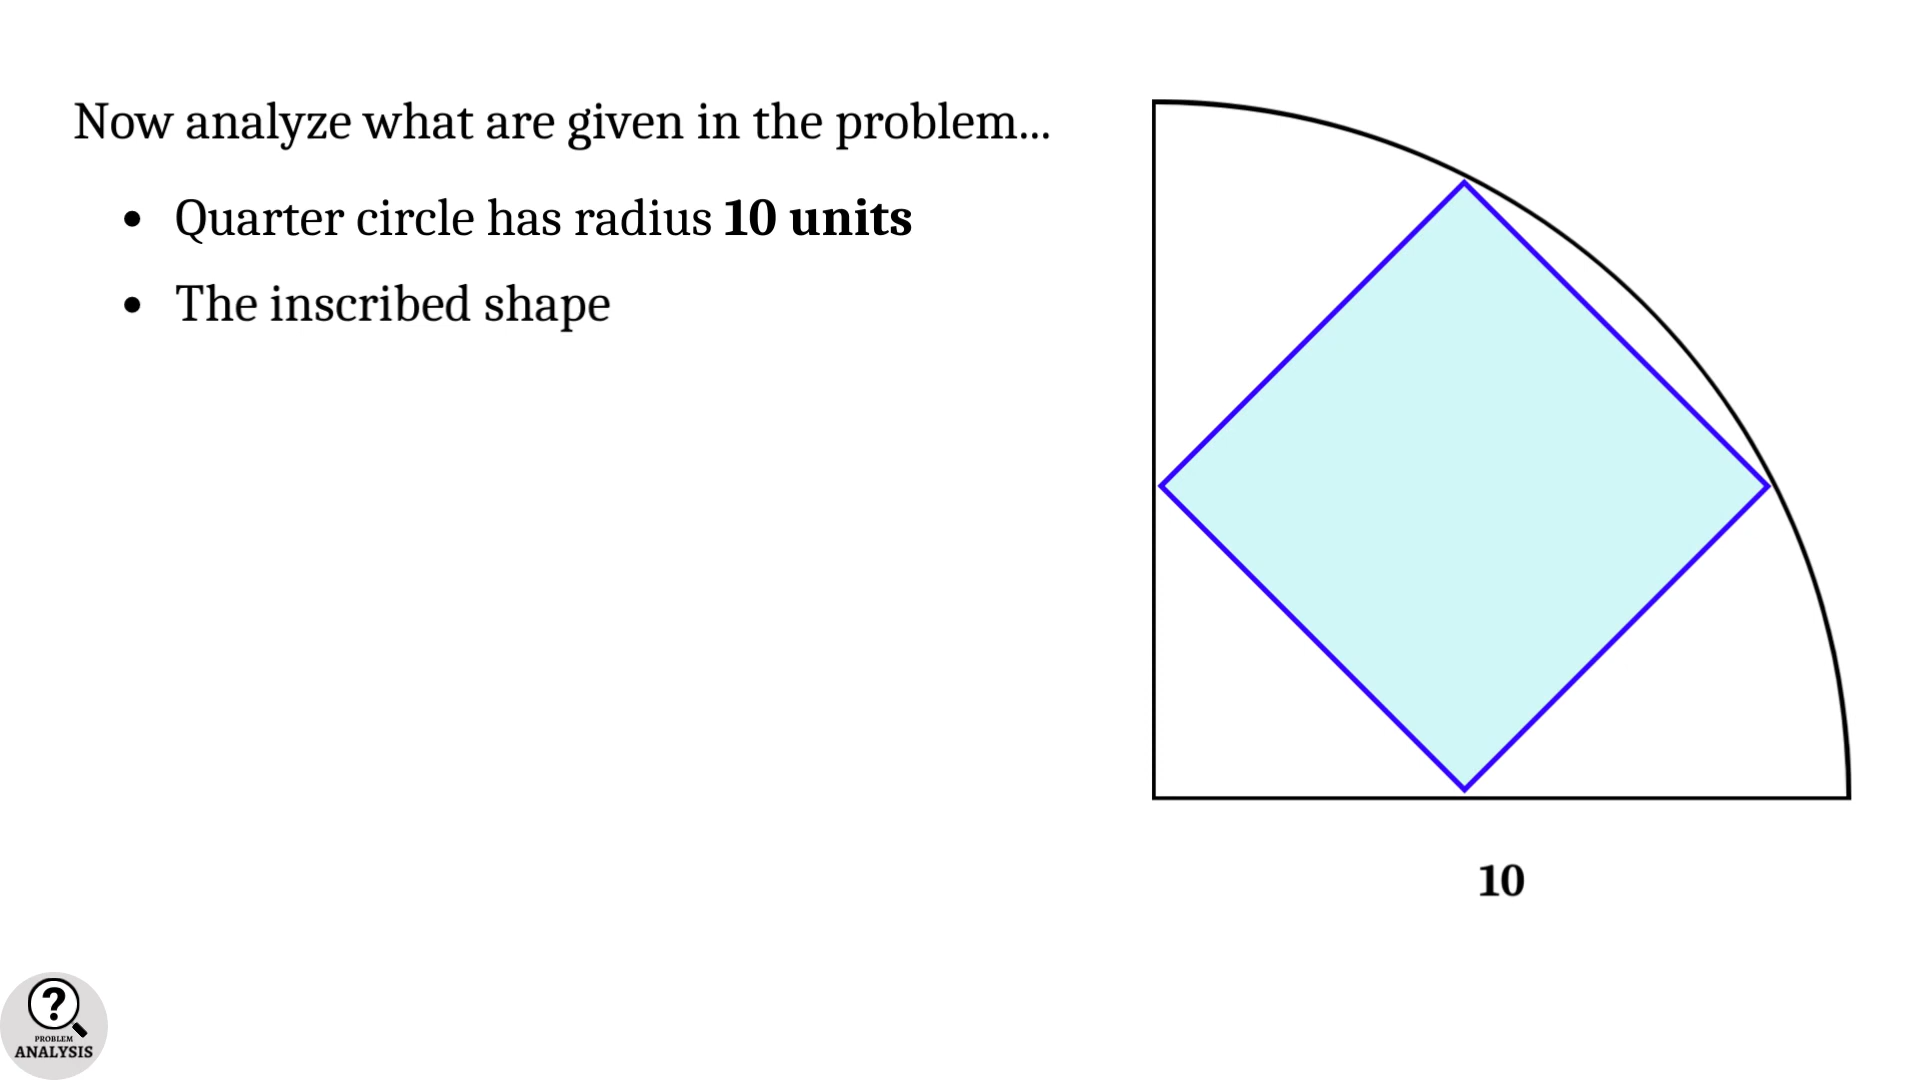 Now analyze what are given in the problem...
• Quarter circle has radius 10 units
• The inscribed shape
10
?
PROBLEM
ANALYSIS